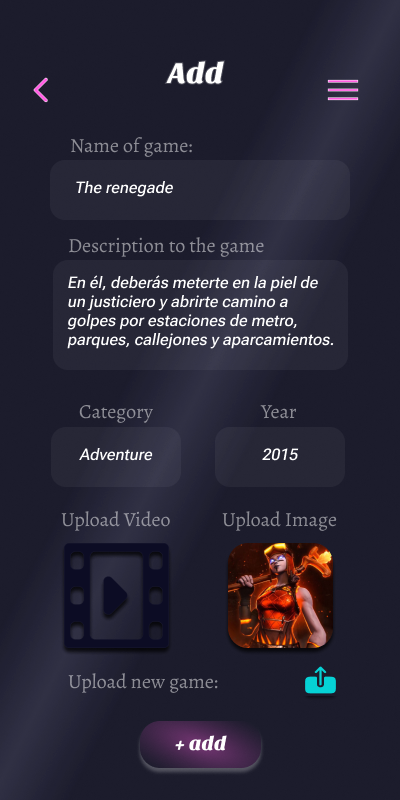 Add
Name of game:
The renegade
Description to the game
En él, deberás meterte en la piel de
un justiciero y abrirte camino a
golpes por estaciones de metro,
parques, callejones y aparcamientos.
Category
Year
Adventure
2015
Upload Video
Upload Image
Upload new game:
+ add